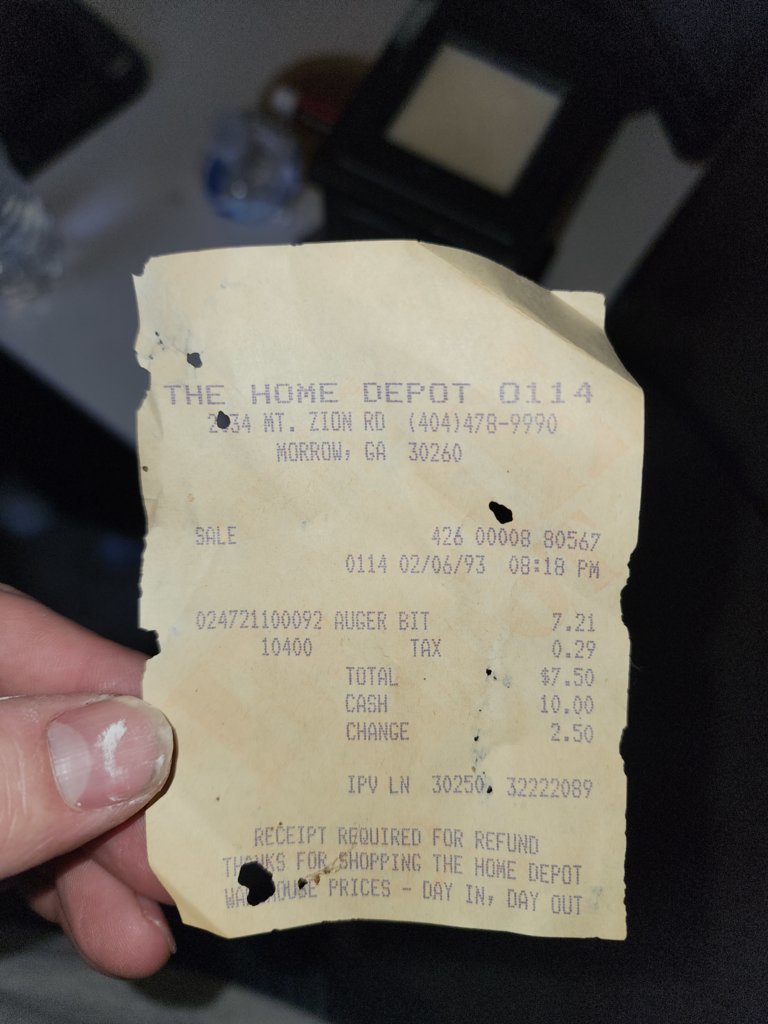 THE HOME DEPOT 0114
MT. ZION RD (404)478-9990
MORROW, GA 30260
SALE 426 00008 80567
0114 02/06/93 08:18 PM
024721100092 AUGER BIT 7.21
10400 TAX 0.29
TOTAL $7.50
CASH 10.00
CHANGE 2.50
IPV LN 30250 32222089
RECEIPT REQUIRED FOR REFUND
THANKS FOR SHOPPING THE HOME DEPOT
WAREHOUSE PRICES - DAY IN, DAY OUT